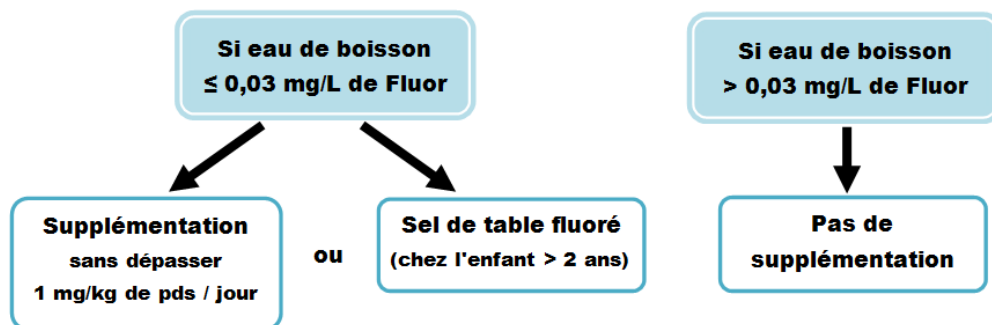 Si eau de boisson
≤ 0,03 mg/L de Fluor
Si eau de boisson
> 0,03 mg/L de Fluor
Supplémentation
sans dépasser
1 mg/kg de pds / jour
ou
Sel de table fluoré
(chez l'enfant > 2 ans)
Pas de
supplémentation